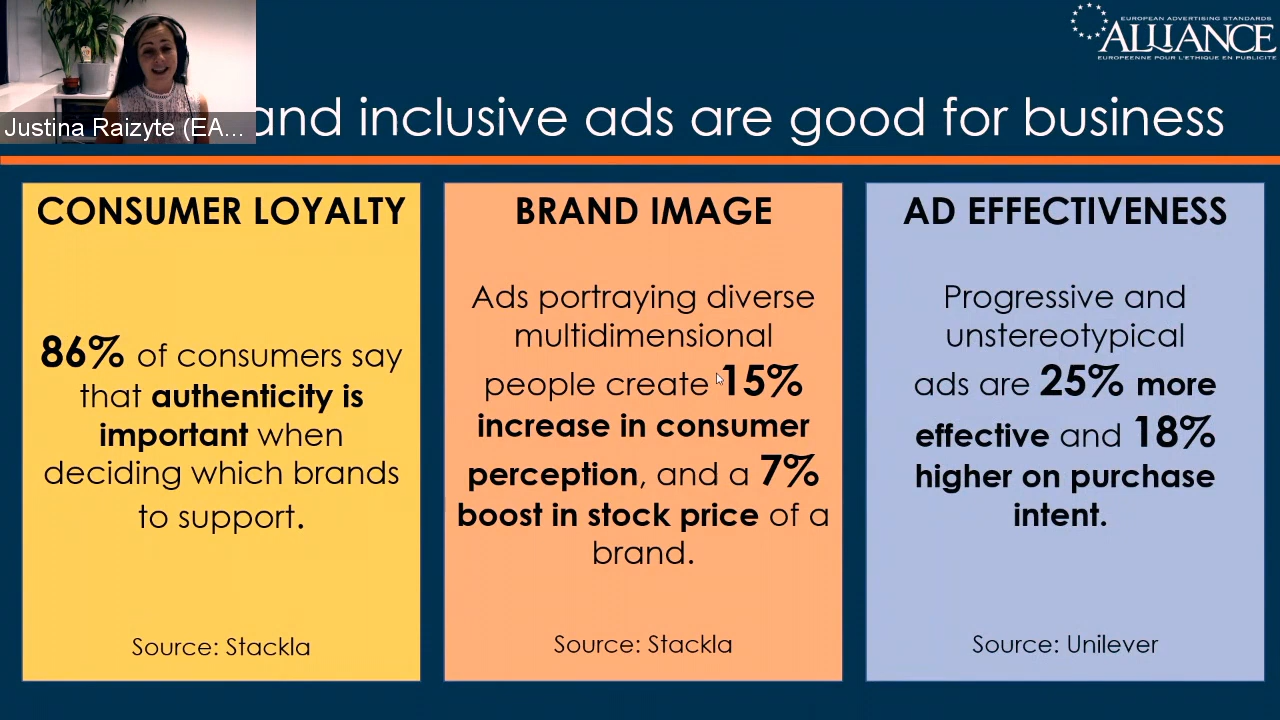 EUROPEAN ADVERTISING STANDARDS
ALLIANCE
EUROPEENNE POUR L'ETHIQUE EN PUBLICITE
Justina Raizyte (EA...
and inclusive ads are good for business
CONSUMER LOYALTY
86% of consumers say
that authenticity is
important when
deciding which brands
to support.
Source: Stackla
BRAND IMAGE
Ads portraying diverse
multidimensional
people create 15%
increase in consumer
perception, and a 7%
boost in stock price of a
brand.
Source: Stackla
AD EFFECTIVENESS
Progressive and
unstereotypical
ads are 25% more
effective and 18%
higher on purchase
intent.
Source: Unilever